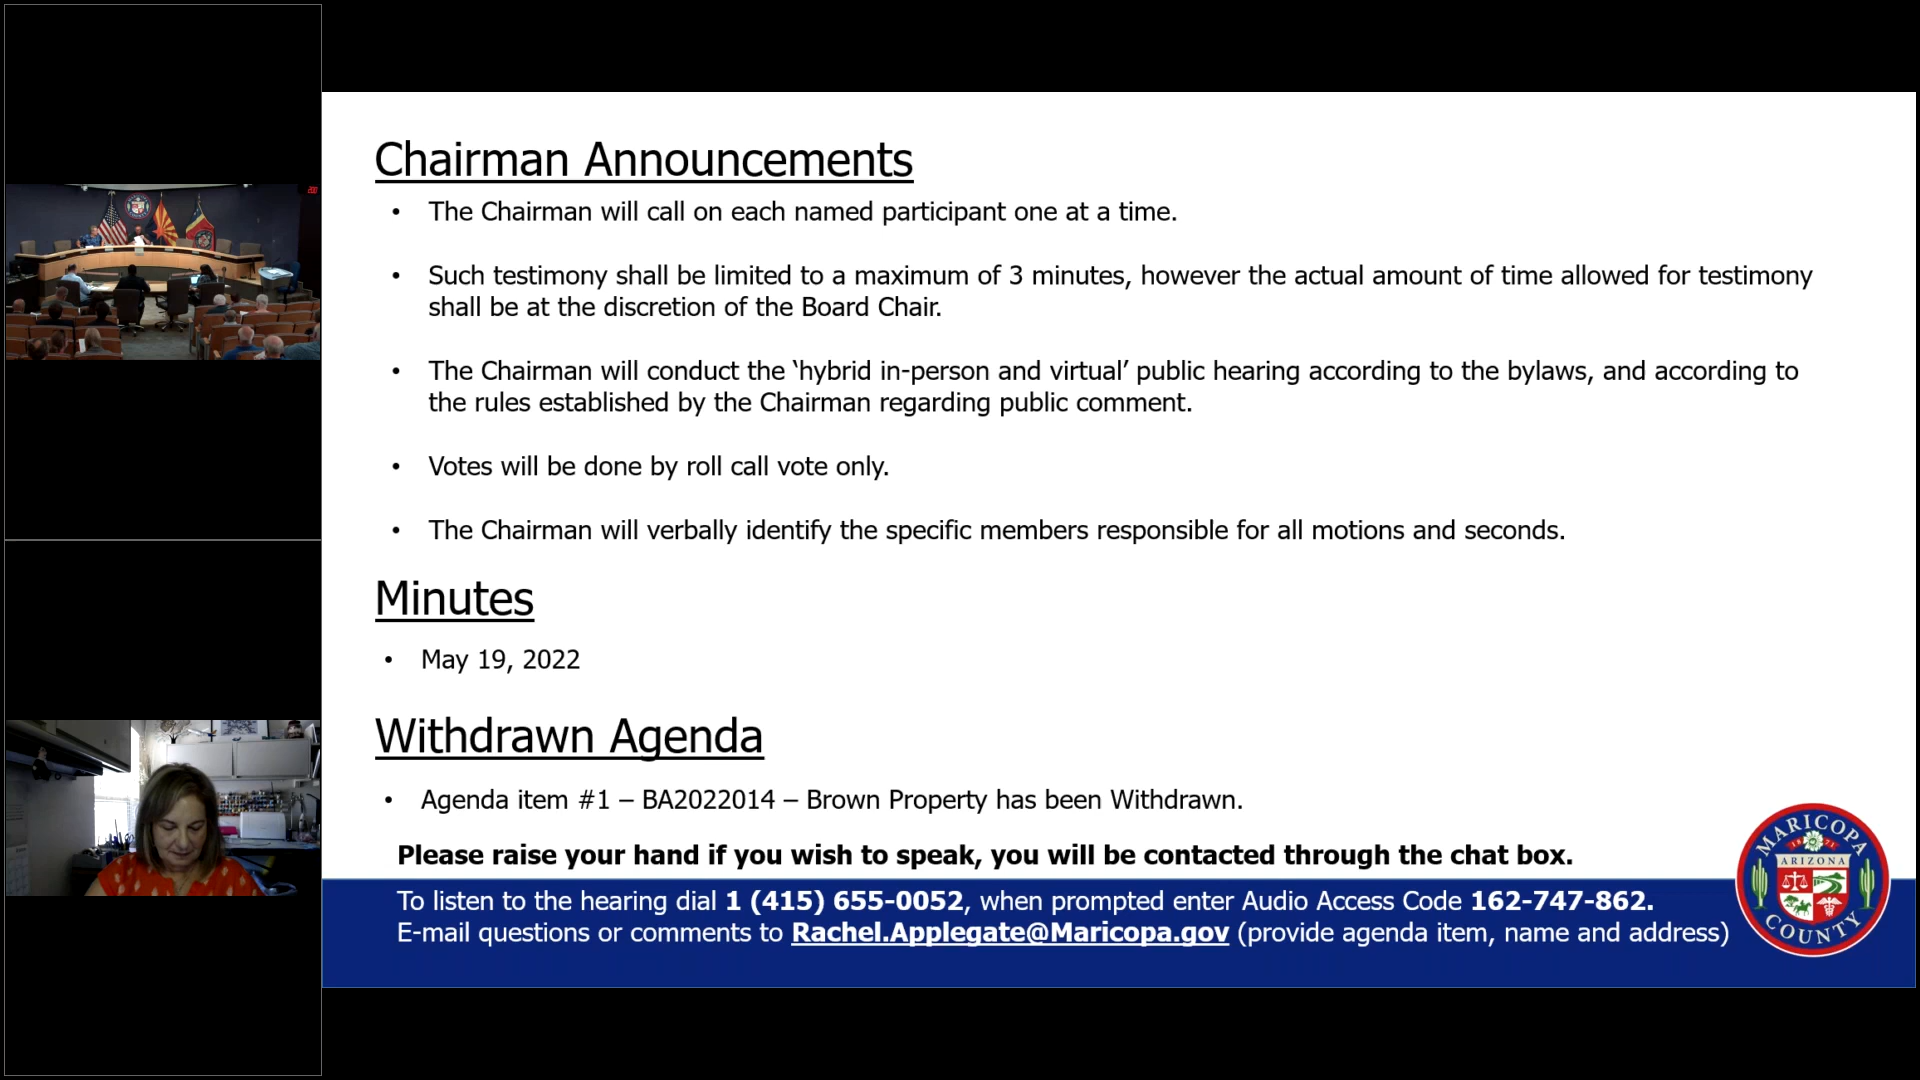 Chairman Announcements
• The Chairman will call on each named participant one at a time.
• Such testimony shall be limited to a maximum of 3 minutes, however the actual amount of time allowed for testimony
shall be at the discretion of the Board Chair.
• The Chairman will conduct the ‘hybrid in-person and virtual’ public hearing according to the bylaws, and according to
the rules established by the Chairman regarding public comment.
• Votes will be done by roll call vote only.
• The Chairman will verbally identify the specific members responsible for all motions and seconds.
Minutes
• May 19, 2022
Withdrawn Agenda
• Agenda item #1 – BA2022014 – Brown Property has been Withdrawn.
Please raise your hand if you wish to speak, you will be contacted through the chat box.
To listen to the hearing dial 1 (415) 655-0052, when prompted enter Audio Access Code 162-747-862.
E-mail questions or comments to Rachel.Applegate@Maricopa.gov (provide agenda item, name and address)
MARICOPA
ARIZONA
COUNTY